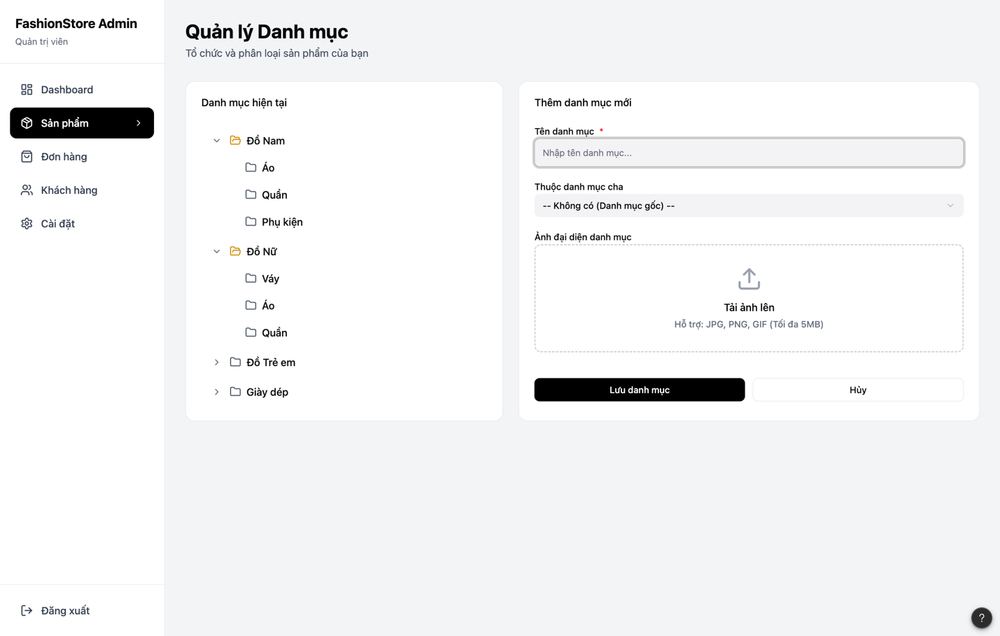 FashionStore Admin
Quản trị viên
Dashboard
Sản phẩm
Đơn hàng
Khách hàng
Cài đặt
Đăng xuất
Quản lý Danh mục
Tổ chức và phân loại sản phẩm của bạn
Danh mục hiện tại
Đồ Nam
Áo
Quần
Phụ kiện
Đồ Nữ
Váy
Áo
Quần
Đồ Trẻ em
Giày dép
Thêm danh mục mới
Tên danh mục *
Nhập tên danh mục...
Thuộc danh mục cha
-- Không có (Danh mục gốc) --
Ảnh đại diện danh mục
Tải ảnh lên
Hỗ trợ: JPG, PNG, GIF (Tối đa 5MB)
Lưu danh mục
Hủy
?